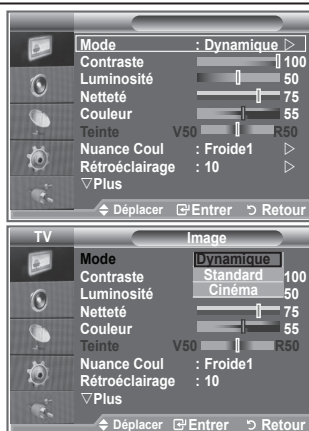 Mode : Dynamique ▷
Contraste 100
Luminosité 50
Netteté 75
Couleur 55
Teinte V50 R50
Nuance Coul : Froide1 ▷
Rétroéclairage : 10 ▷
▽Plus
Déplacer Entrer Retour
TV Image
Mode Dynamique
Contraste Standard 100
Luminosité Cinéma 50
Netteté 75
Couleur 55
Teinte V50 R50
Nuance Coul : Froide1
Rétroéclairage : 10
▽Plus
Déplacer Entrer Retour